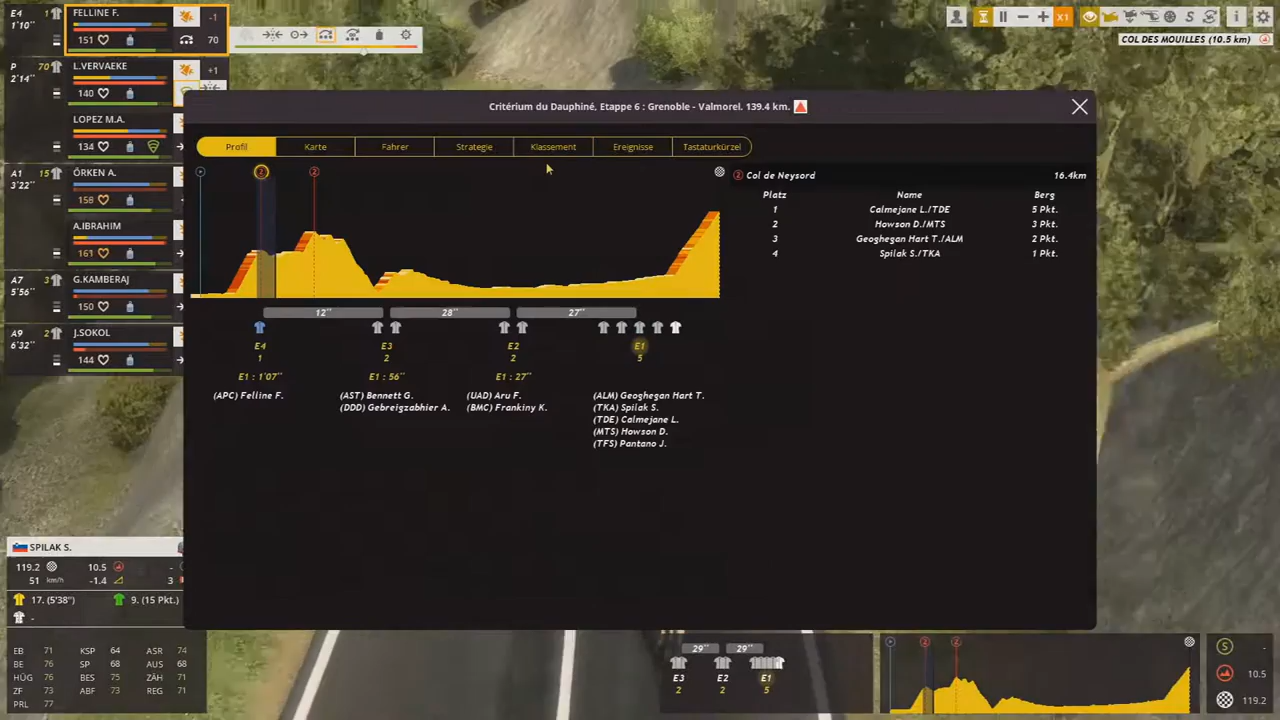 E4
1
FELLINE F.
-1
1'10"
151
70
COL DES MOUILLES (10.5 km)
X1
P
70
L.VERVAEKE
+1
2'14"
140
LOPEZ M.A.
134
A1
15
ÖRKEN A.
3'22"
158
A.IBRAHIM
161
A7
3
G.KAMBERAJ
5'56"
150
A9
2
J.SOKOL
6'32"
144
Critérium du Dauphiné, Etappe 6 : Grenoble - Valmorel. 139.4 km.
Profil
Karte
Fahrer
Strategie
Klassement
Ereignisse
Tastaturkürzel
2
2
2 Col de Neysord
16.4km
Platz
Name
Berg
1
Calmejane L./TDE
5 Pkt.
2
Howson D./MTS
3 Pkt.
3
Geoghegan Hart T./ALM
2 Pkt.
4
Spilak S./TKA
1 Pkt.
12"
28"
27"
E4
E3
E2
E1
1
2
2
5
E1 : 1'07"
E1 : 56"
E1 : 27"
(APC) Felline F.
(AST) Bennett G.
(DDD) Gebreigzabhier A.
(UAD) Aru F.
(BMC) Frankiny K.
(ALM) Geoghegan Hart T.
(TKA) Spilak S.
(TDE) Calmejane L.
(MTS) Howson D.
(TFS) Pantano J.
SPILAK S.
119.2
10.5
-
51 km/h
-1.4
3
17. (5'38")
9. (15 Pkt.)
-
EB 71
KSP 64
ASR 74
BE 76
SP 68
AUS 68
HÜG 76
BES 75
ZÄH 71
ZF 73
ABF 73
REG 71
PRL 77
29"
29"
E3
E2
E1
2
2
5
2
2
S
-
10.5
119.2